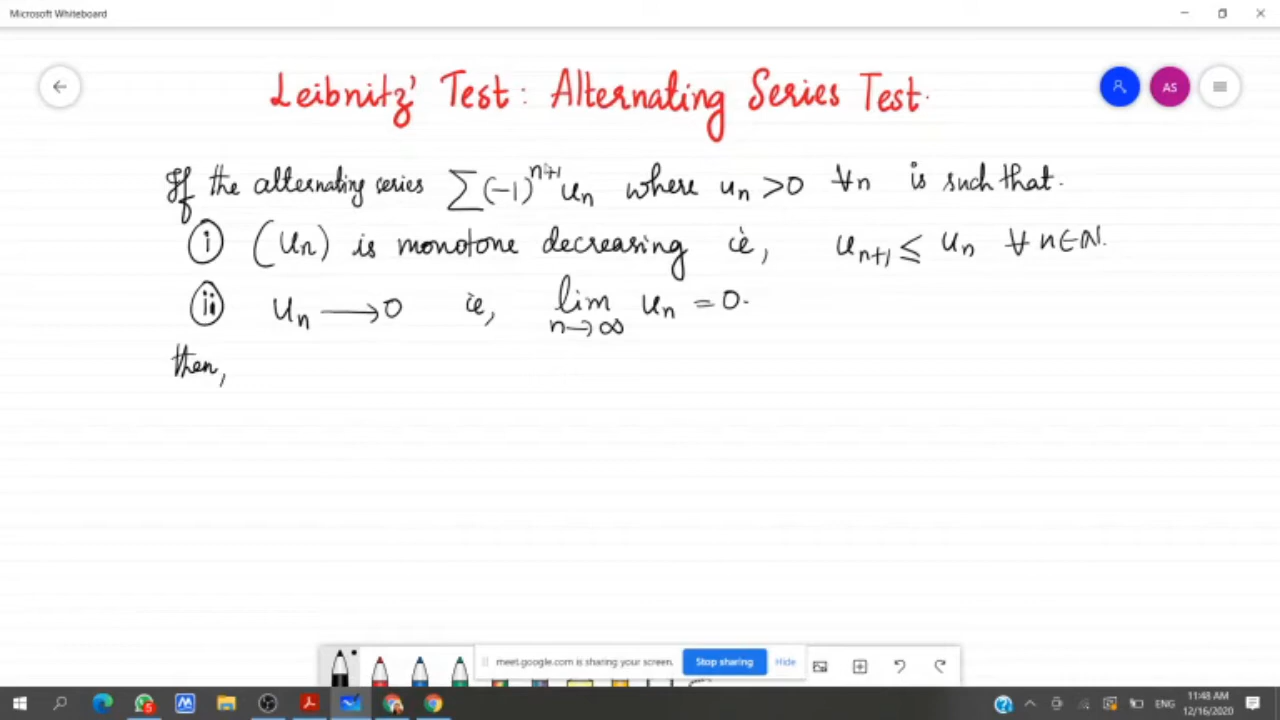 Microsoft Whiteboard
Leibnitz' Test: Alternating Series Test.
AS
If the alternating series ∑(-1)^{n+1} u_n where u_n > 0 ∀n is such that.
(i) (u_n) is monotone decreasing ie, u_{n+1} ≤ u_n ∀ n∈N.
(ii) u_n → 0 ie, lim_{n→∞} u_n = 0.
then,
meet.google.com is sharing your screen. Stop sharing Hide
ENG 11:48 AM
12/16/2020